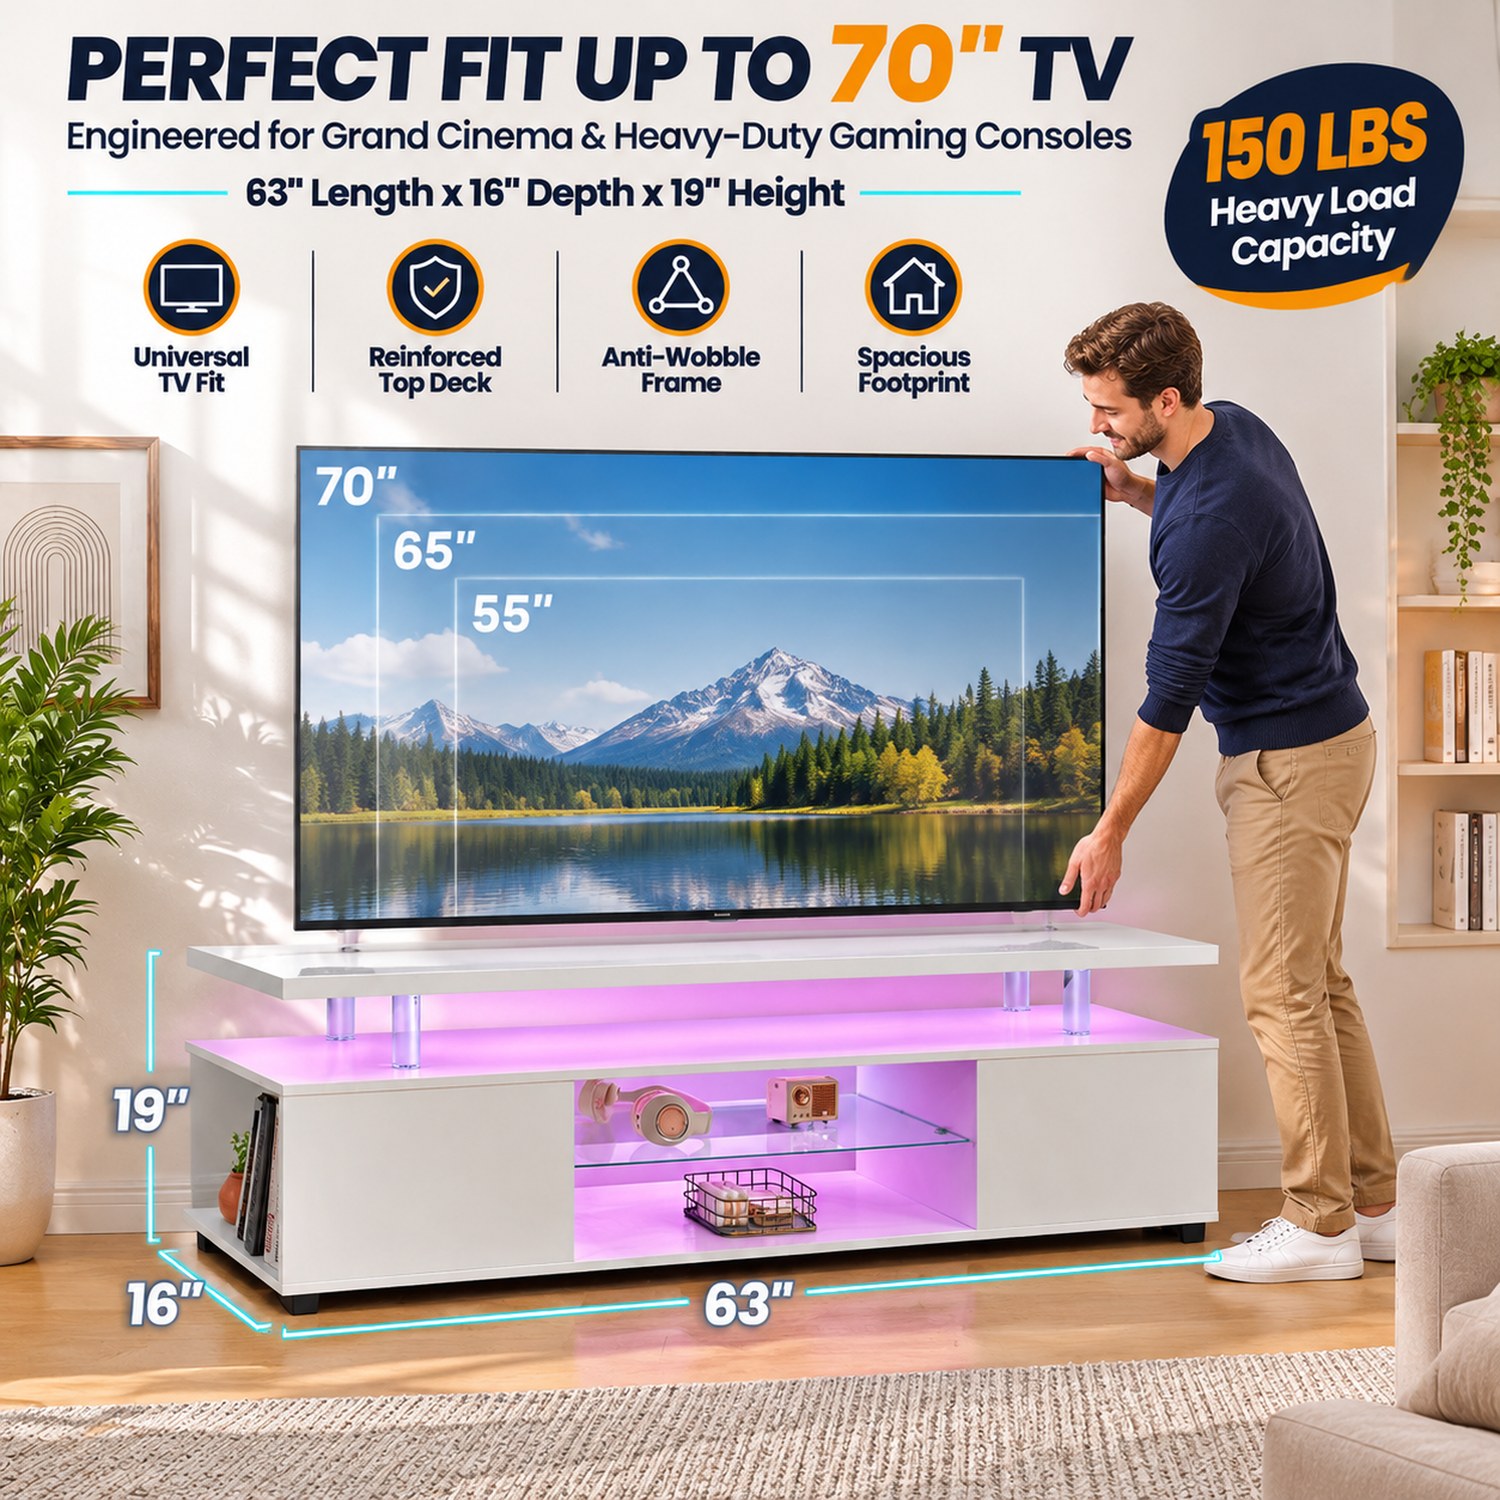 PERFECT FIT UP TO 70" TV
Engineered for Grand Cinema & Heavy-Duty Gaming Consoles
63" Length x 16" Depth x 19" Height
150 LBS
Heavy Load
Capacity
Universal
TV Fit
Reinforced
Top Deck
Anti-Wobble
Frame
Spacious
Footprint
70"
65"
55"
19"
16"
63"